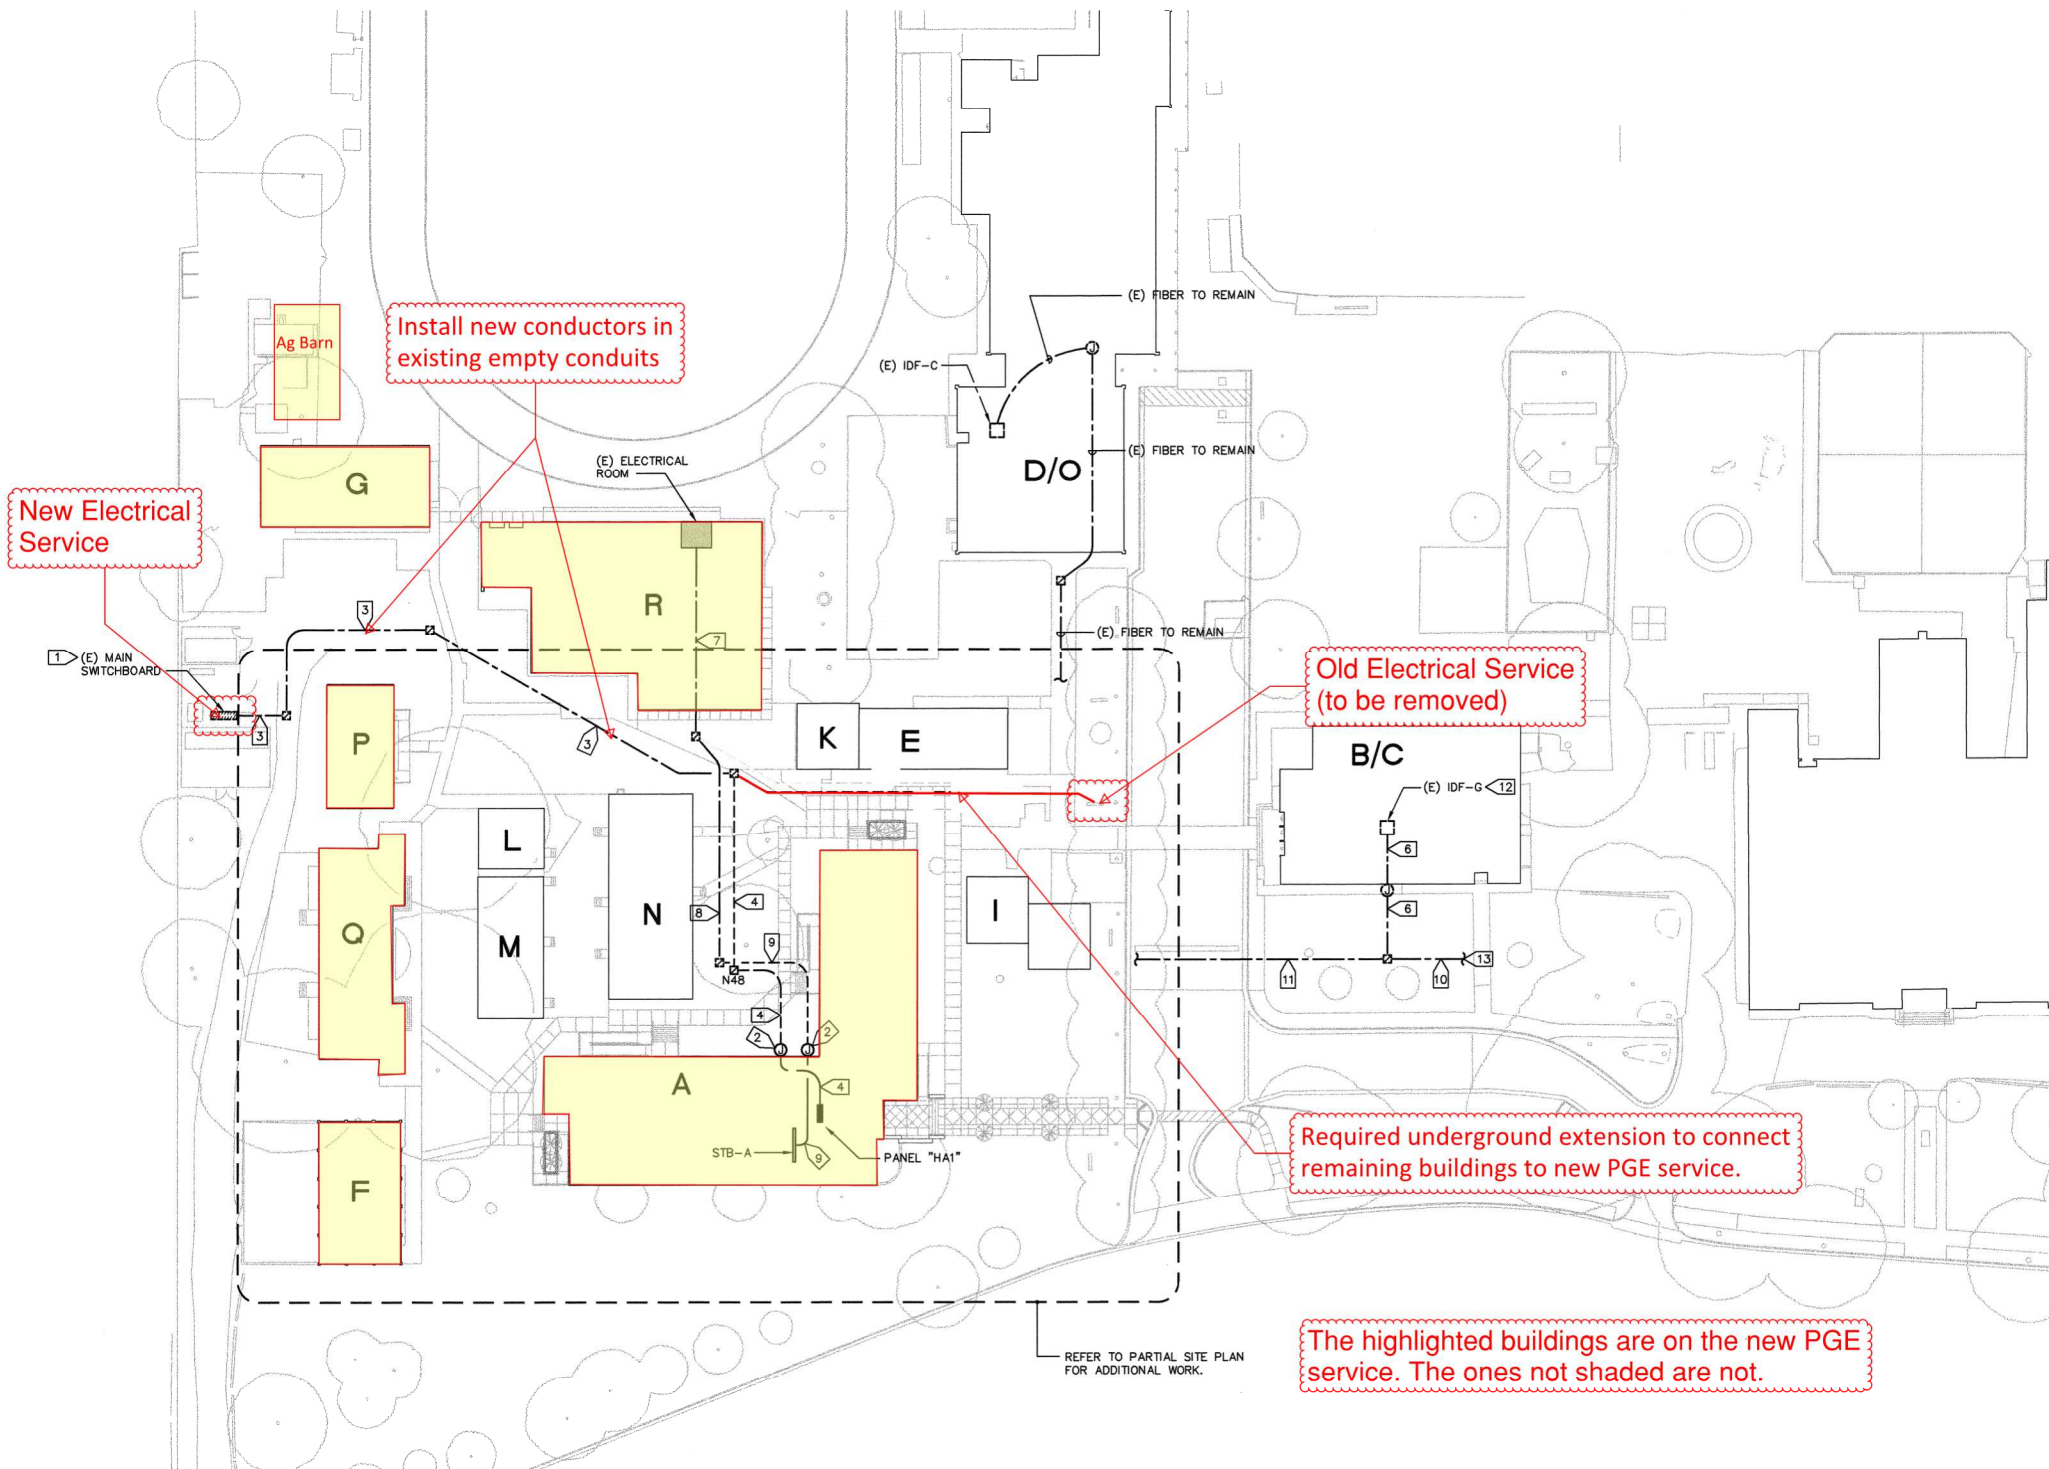 (E) FIBER TO REMAIN
Install new conductors in
existing empty conduits
Ag Barn
(E) IDF-C
(E) FIBER TO REMAIN
D/O
(E) ELECTRICAL
ROOM
G
New Electrical
Service
R
3
7
(E) FIBER TO REMAIN
1
(E) MAIN
SWITCHBOARD
Old Electrical Service
(to be removed)
3
P
3
K
E
B/C
(E) IDF-G
12
L
6
N
8
4
I
6
Q
M
9
N48
11
10
13
4
2
2
A
4
STB-A
9
PANEL "HA1"
F
Required underground extension to connect
remaining buildings to new PGE service.
REFER TO PARTIAL SITE PLAN
FOR ADDITIONAL WORK.
The highlighted buildings are on the new PGE
service. The ones not shaded are not.